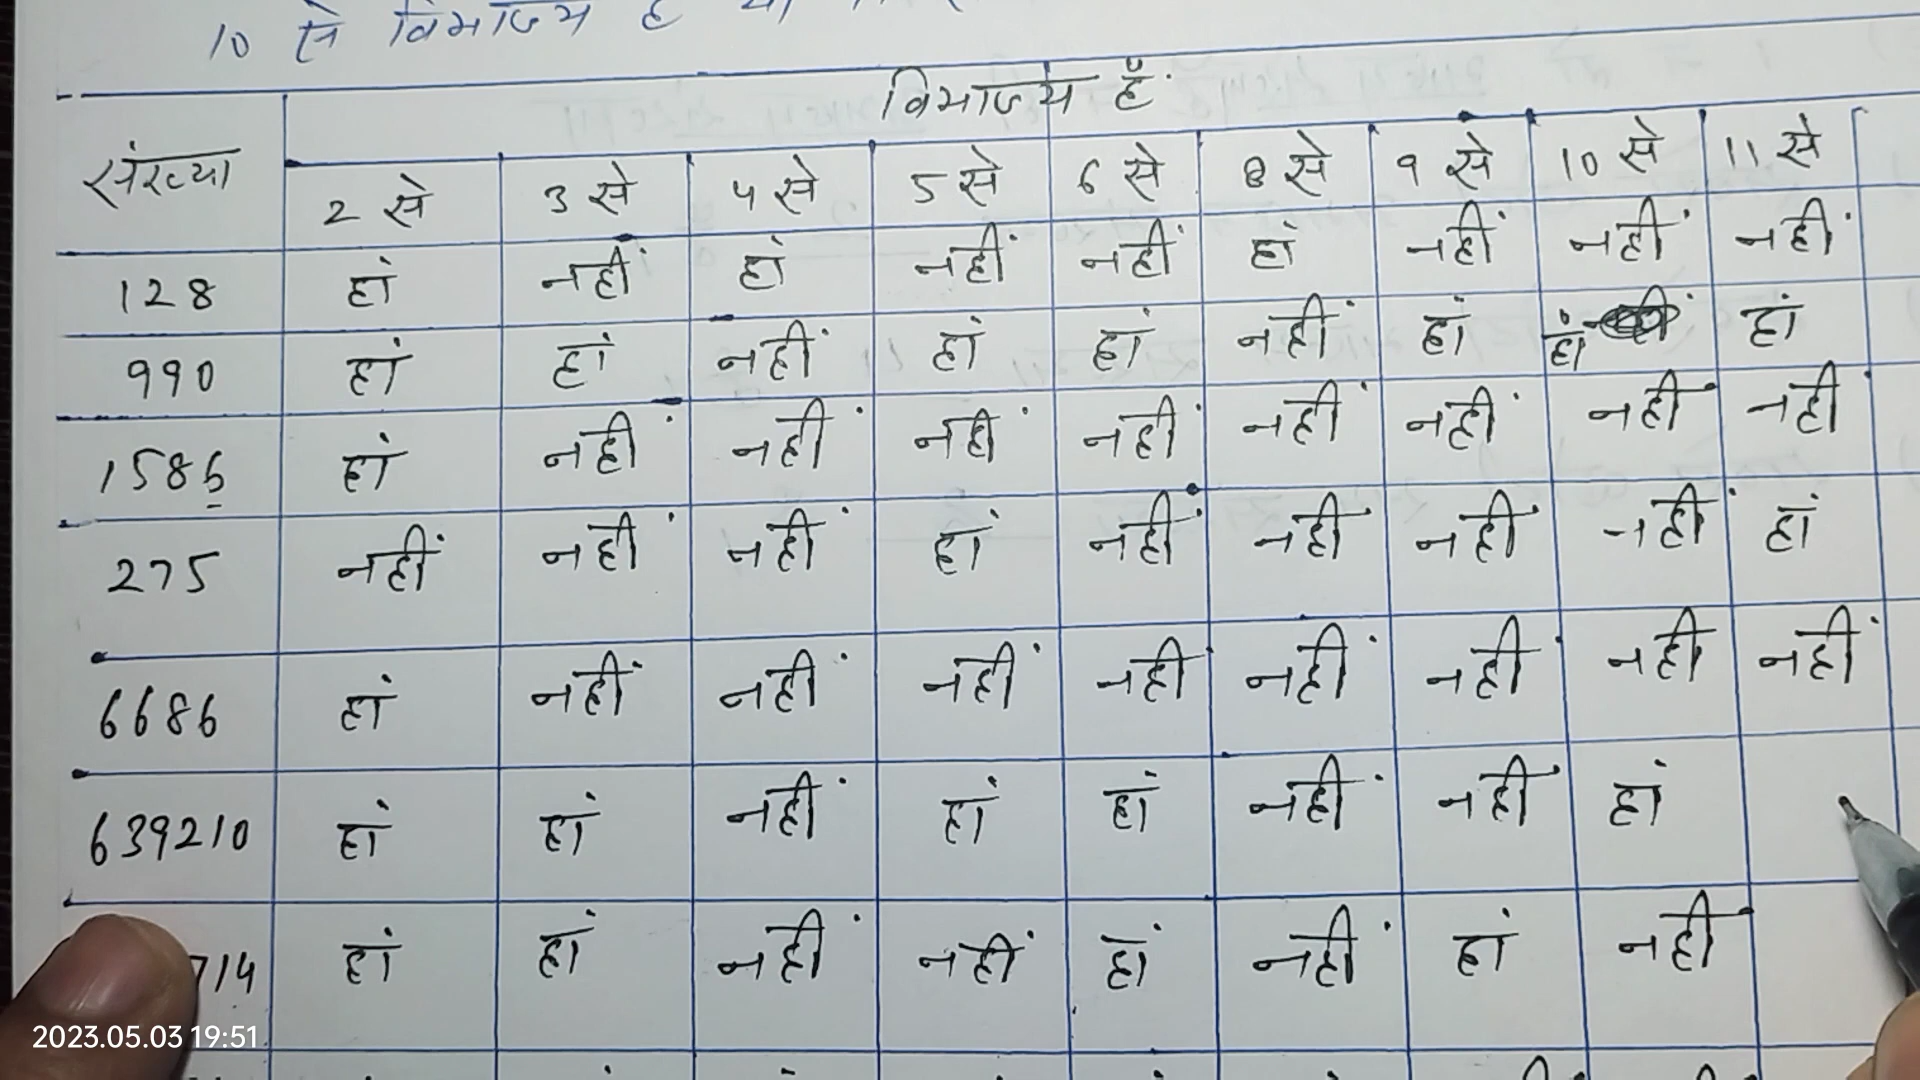 10 से विभाज्य है
विभाज्य हैं
संख्या 2 से 3 से 4 से 5 से 6 से 8 से 9 से 10 से 11 से
128 हां नहीं हां नहीं नहीं हां नहीं नहीं नहीं
990 हां हां नहीं हां हां नहीं हां हां हां
1586 हां नहीं नहीं नहीं नहीं नहीं नहीं नहीं नहीं
275 नहीं नहीं नहीं हां नहीं नहीं नहीं नहीं हां
6686 हां नहीं नहीं नहीं नहीं नहीं नहीं नहीं नहीं
639210 हां हां नहीं हां हां नहीं नहीं हां
714 हां हां नहीं नहीं हां नहीं हां नहीं
2023.05.03 19:51